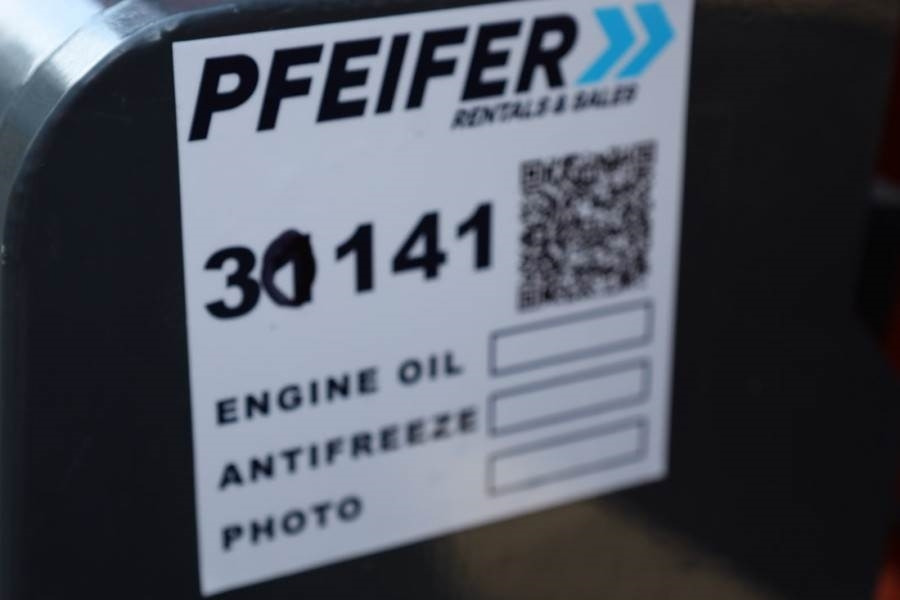 PFEIFER
RENTALS & SALES
30141
ENGINE OIL
ANTIFREEZE
PHOTO